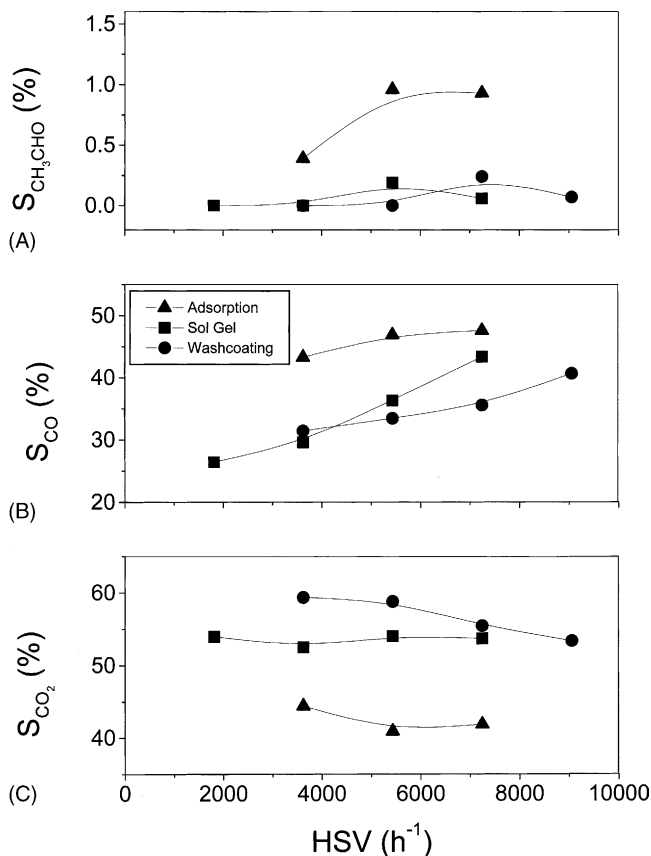 1.5
1.0
0.5
0.0
S_CH3CHO (%)
(A)
Adsorption
Sol Gel
Washcoating
50
40
30
20
S_CO (%)
(B)
60
50
40
S_CO2 (%)
(C)
0 2000 4000 6000 8000 10000
HSV (h⁻¹)